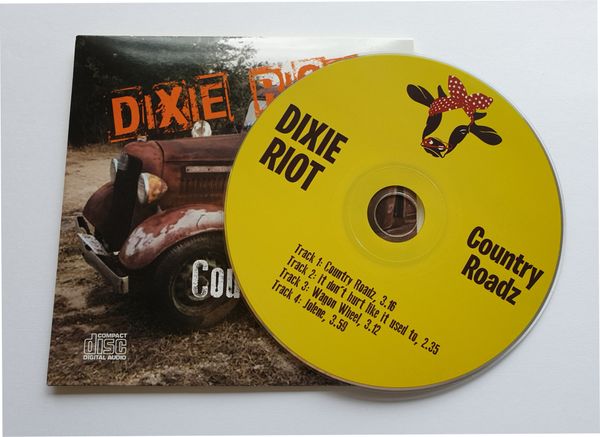 DIXIE
Cou
COMPACT
disc
DIGITAL AUDIO
DIXIE
RIOT
Country
Roadz
Track 1: Country Roadz, 3.16
Track 2: it don't hurt like it used to, 2.35
Track 3: Wagon Wheel, 3.12
Track 4: Jolene, 3.59